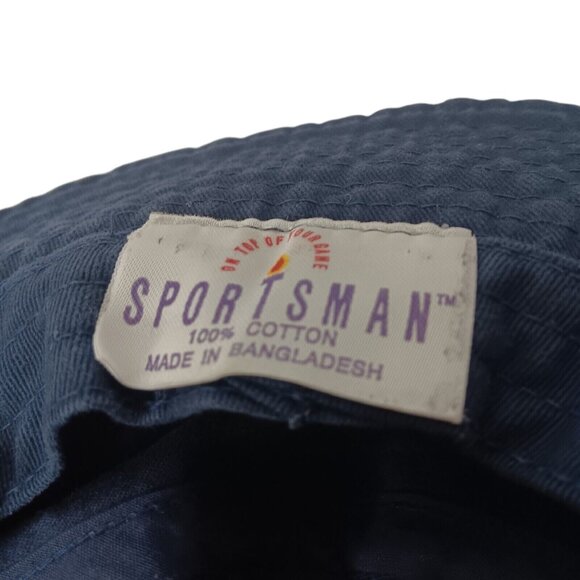 ON TOP OF YOUR GAME
SPORTSMAN™
100% COTTON
MADE IN BANGLADESH